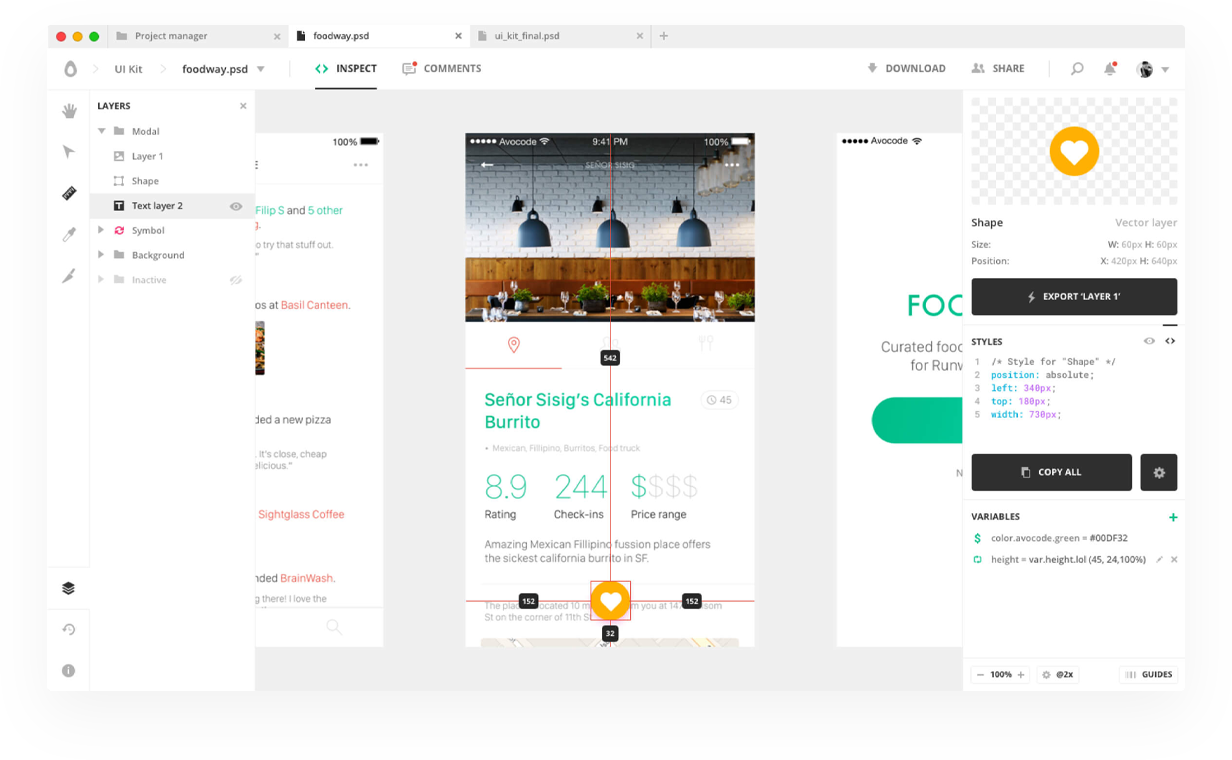 Project manager
foodway.psd
ui_kit_final.psd
UI Kit
foodway.psd
INSPECT
COMMENTS
DOWNLOAD
SHARE
LAYERS
Modal
Layer 1
Shape
Text layer 2
Symbol
Background
Inactive
100%
Filip S and 5 other
o try that stuff out.
os at Basil Canteen.
ded a new pizza
. It's close, cheap
elicious."
Sightglass Coffee
nded BrainWash.
g there! I love the
Avocode
9:41 PM
100%
SEÑOR SISIG
542
Señor Sisig's California
Burrito
45
• Mexican, Fillipino, Burritos, Food truck
8.9
244
$$$$
Rating
Check-ins
Price range
Amazing Mexican Fillipino fussion place offers
the sickest california burrito in SF.
152
152
The place located 10 m m you at 147 som
St on the corner of 11th S
32
Avocode
FOO
Curated food
for Runw
N
Shape
Vector layer
Size:
W: 60px H: 60px
Position:
X: 420px H: 640px
EXPORT ‘LAYER 1’
STYLES
1 /* Style for "Shape" */
2 position: absolute;
3 left: 340px;
4 top: 180px;
5 width: 730px;
COPY ALL
VARIABLES
$ color.avocode.green = #00DF32
height = var.height.lol (45, 24,100%)
100%
@2x
GUIDES